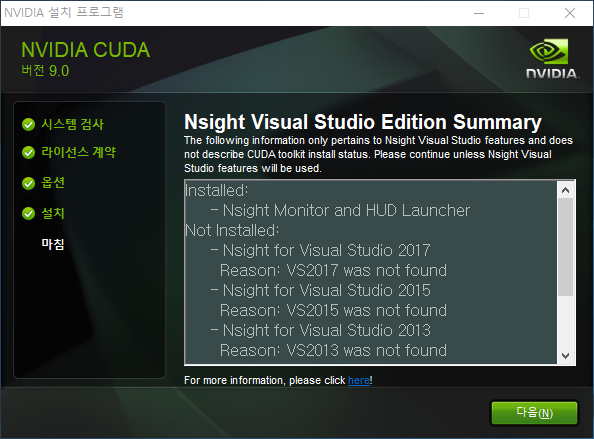 NVIDIA 설치 프로그램
NVIDIA CUDA
버전 9.0
NVIDIA.
시스템 검사
라이선스 계약
옵션
설치
마침
Nsight Visual Studio Edition Summary
The following information only pertains to Nsight Visual Studio features and does
not describe CUDA toolkit install status. Please continue unless Nsight Visual
Studio features will be used.
Installed:
- Nsight Monitor and HUD Launcher
Not Installed:
- Nsight for Visual Studio 2017
Reason: VS2017 was not found
- Nsight for Visual Studio 2015
Reason: VS2015 was not found
- Nsight for Visual Studio 2013
Reason: VS2013 was not found
For more information, please click here!
다음(N)